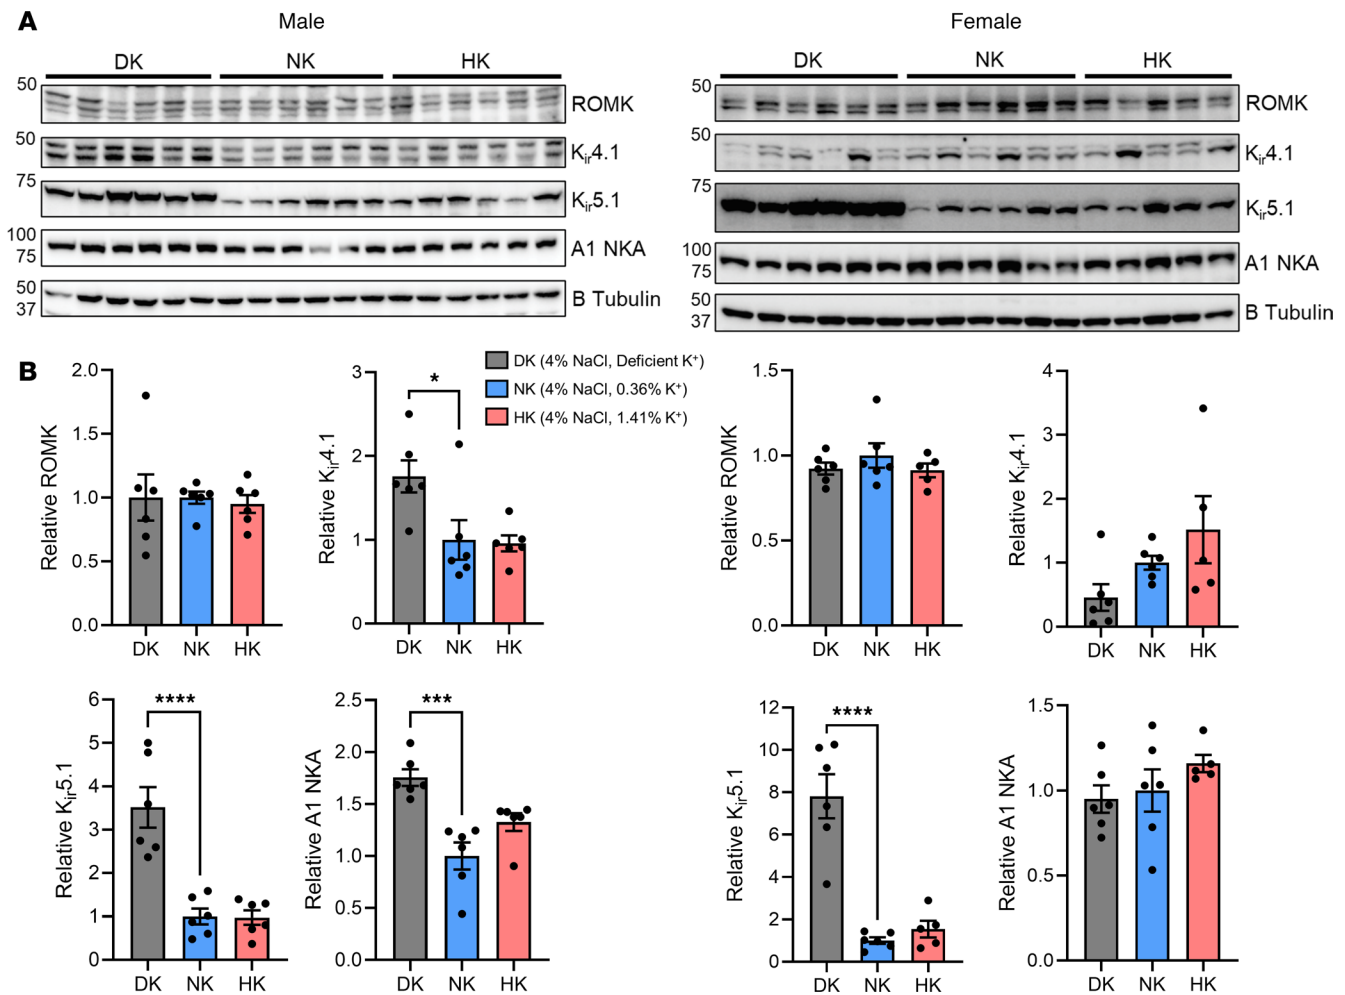 A
Male
Female
DK NK HK
DK NK HK
50
ROMK
50
Kir4.1
75
Kir5.1
100
75
A1 NKA
50
37
B Tubulin
50
ROMK
50
Kir4.1
75
Kir5.1
100
75
A1 NKA
50
37
B Tubulin
B
DK (4% NaCl, Deficient K⁺)
NK (4% NaCl, 0.36% K⁺)
HK (4% NaCl, 1.41% K⁺)
Relative ROMK
2.0
1.5
1.0
0.5
0.0
DK NK HK
Relative Kir4.1
3
2
1
0
*
DK NK HK
Relative ROMK
1.5
1.0
0.5
0.0
DK NK HK
Relative Kir4.1
4
3
2
1
0
DK NK HK
Relative Kir5.1
6
5
4
3
2
1
0
****
DK NK HK
Relative A1 NKA
2.5
2.0
1.5
1.0
0.5
0.0
***
DK NK HK
Relative Kir5.1
12
10
8
6
4
2
0
****
DK NK HK
Relative A1 NKA
1.5
1.0
0.5
0.0
DK NK HK